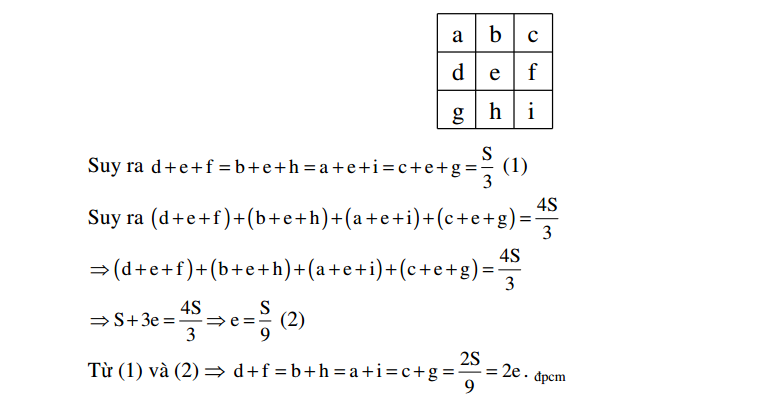 a b c
d e f
g h i
Suy ra d+e+f=b+e+h=a+e+i=c+e+g=S/3 (1)
Suy ra (d+e+f)+(b+e+h)+(a+e+i)+(c+e+g)=4S/3
⇒(d+e+f)+(b+e+h)+(a+e+i)+(c+e+g)=4S/3
⇒S+3e=4S/3⇒e=S/9 (2)
Từ (1) và (2)⇒ d+f=b+h=a+i=c+g=2S/9=2e. đpcm